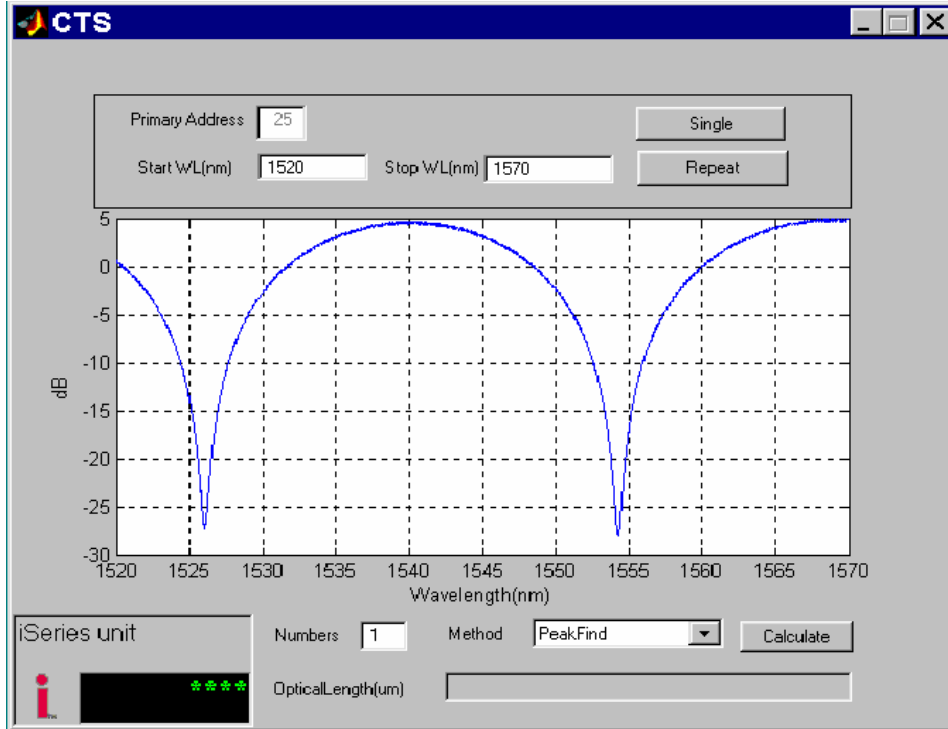 CTS
Primary Address 25 Single
Start WL(nm) 1520 Stop WL(nm) 1570 Repeat
5
0
-5
-10
dB
-15
-20
-25
-30
1520 1525 1530 1535 1540 1545 1550 1555 1560 1565 1570
Wavelength(nm)
iSeries unit Numbers 1 Method PeakFind Calculate
i ****
OpticalLength(um)